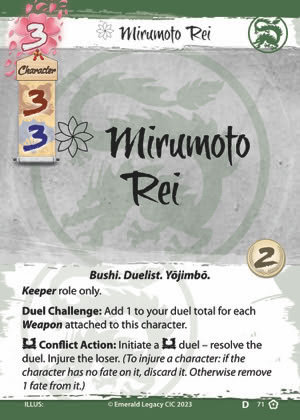 3
Mirumoto Rei
Character
3
3
Mirumoto
Rei
2
Bushi. Duelist. Yōjimbō.
Keeper role only.
Duel Challenge: Add 1 to your duel total for each
Weapon attached to this character.
Conflict Action: Initiate a duel – resolve the
duel. Injure the loser. (To injure a character: if the
character has no fate on it, discard it. Otherwise remove
1 fate from it.)
ILLUS:
© Emerald Legacy CIC 2023
D 71